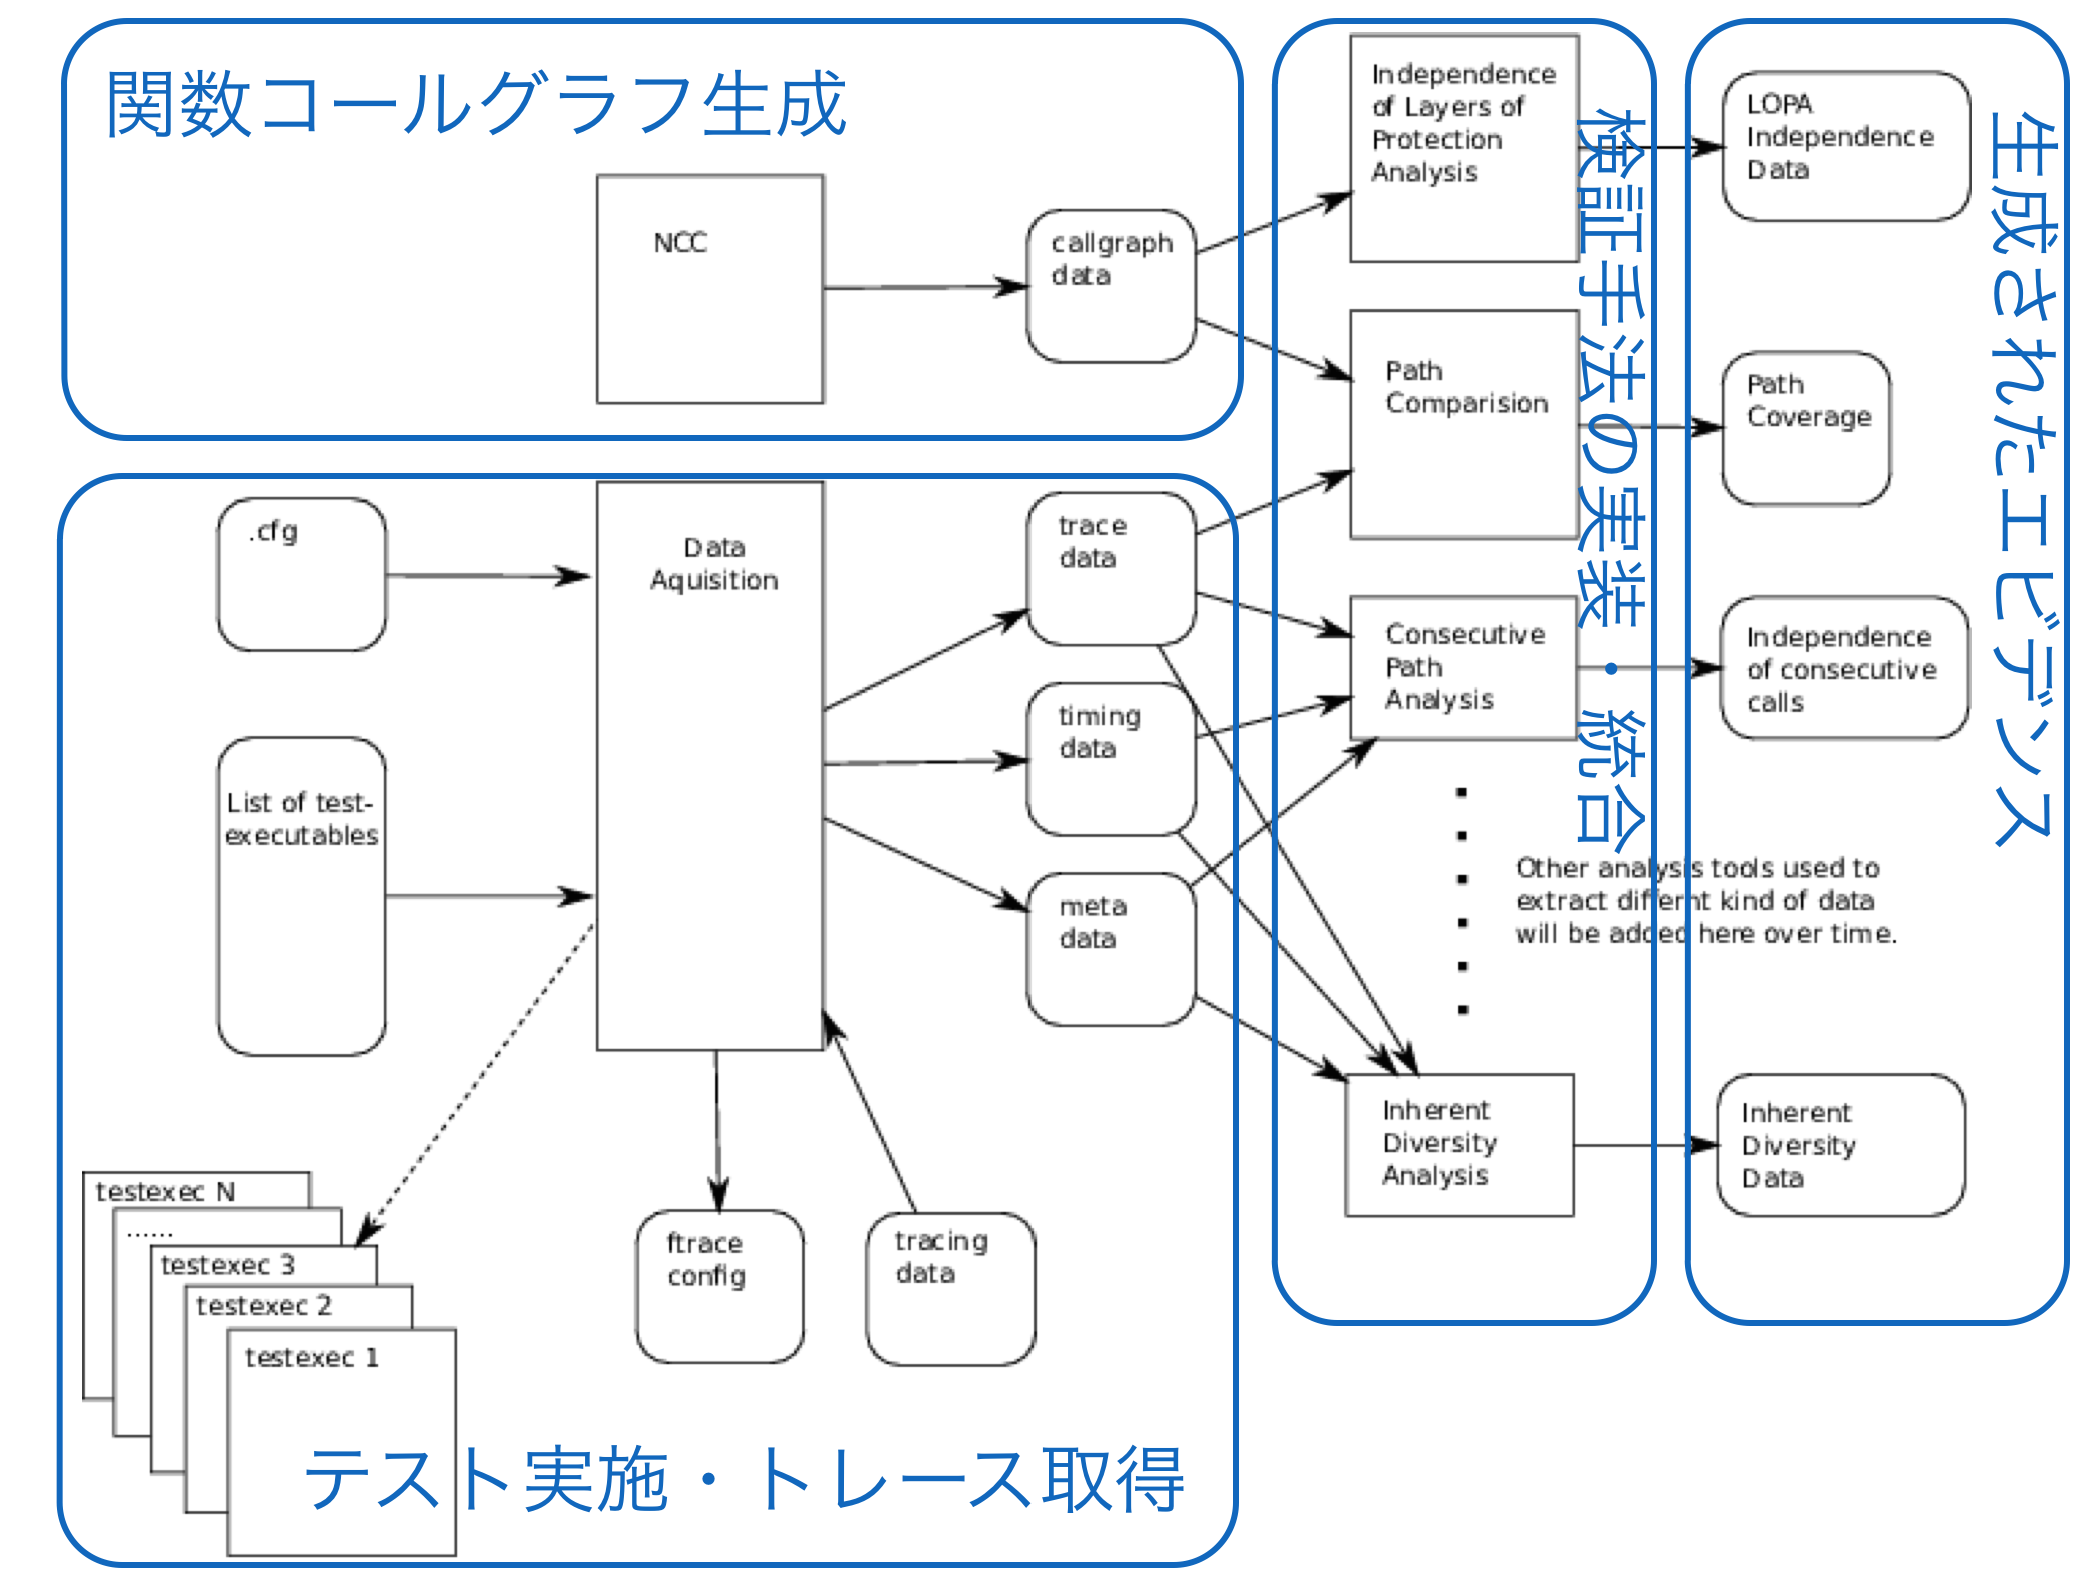 関数コールグラフ生成
NCC
callgraph
data
.cfg
Data
Aquisition
List of test-
executables
trace
data
timing
data
meta
data
testexec N
......
testexec 3
testexec 2
testexec 1
ftrace
config
tracing
data
テスト実施・トレース取得
検証手法の実装・統合
Independence
of Layers of
Protection
Analysis
Path
Comparision
Consecutive
Path
Analysis
Other analysis tools used to
extract differnt kind of data
will be added here over time.
Inherent
Diversity
Analysis
生成されたエビデンス
LOPA
Independence
Data
Path
Coverage
Independence
of consecutive
calls
Inherent
Diversity
Data